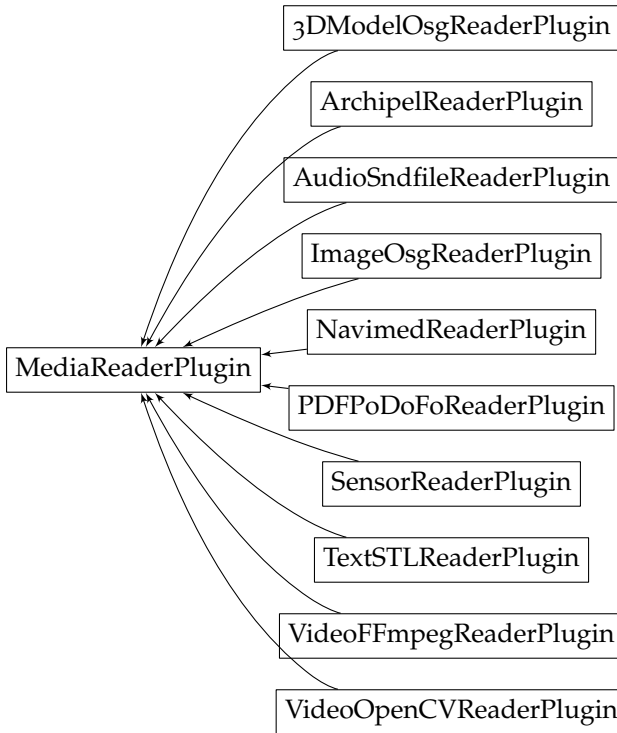 3DModelOsgReaderPlugin
ArchipelReaderPlugin
AudioSndfileReaderPlugin
ImageOsgReaderPlugin
NavimedReaderPlugin
MediaReaderPlugin
PDFPoDoFoReaderPlugin
SensorReaderPlugin
TextSTLReaderPlugin
VideoFFmpegReaderPlugin
VideoOpenCVReaderPlugin